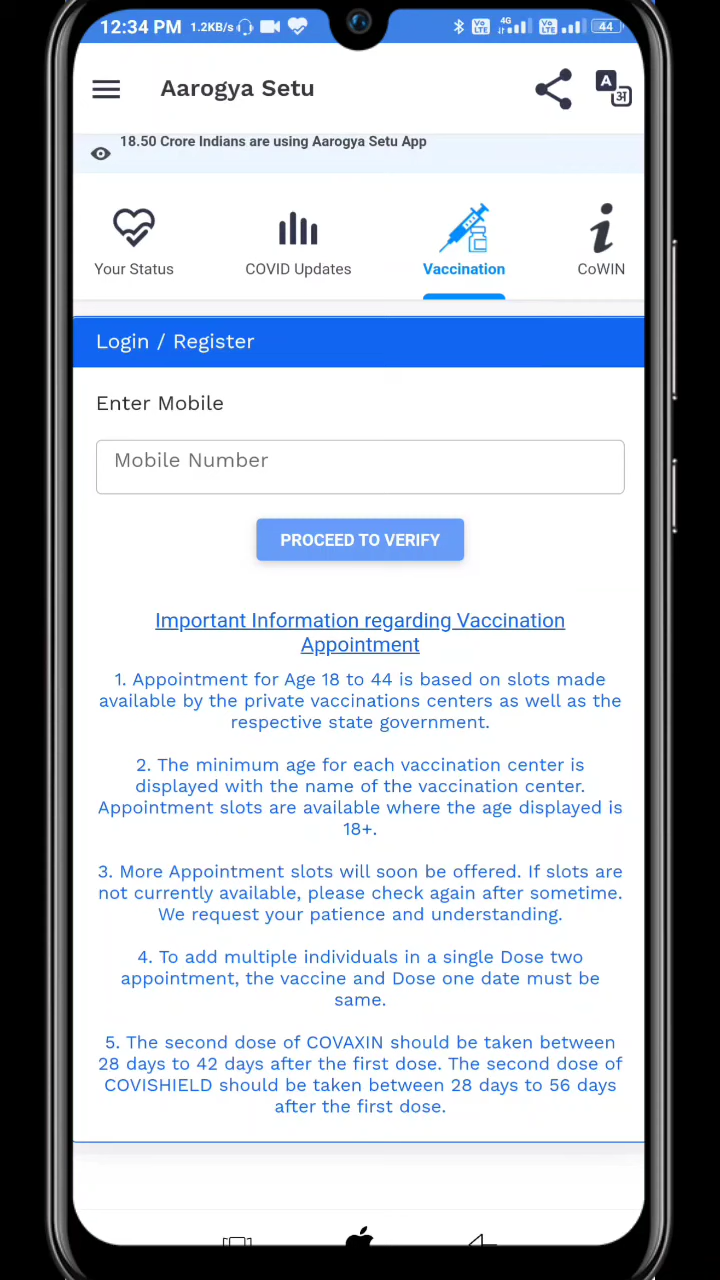 12:34 PM 1.2KB/s Vo LTE 4G Vo LTE 44
Aarogya Setu A अ
18.50 Crore Indians are using Aarogya Setu App
Your Status COVID Updates Vaccination CoWIN
Login / Register
Enter Mobile
Mobile Number
PROCEED TO VERIFY
Important Information regarding Vaccination
Appointment
1. Appointment for Age 18 to 44 is based on slots made
available by the private vaccinations centers as well as the
respective state government.
2. The minimum age for each vaccination center is
displayed with the name of the vaccination center.
Appointment slots are available where the age displayed is
18+.
3. More Appointment slots will soon be offered. If slots are
not currently available, please check again after sometime.
We request your patience and understanding.
4. To add multiple individuals in a single Dose two
appointment, the vaccine and Dose one date must be
same.
5. The second dose of COVAXIN should be taken between
28 days to 42 days after the first dose. The second dose of
COVISHIELD should be taken between 28 days to 56 days
after the first dose.